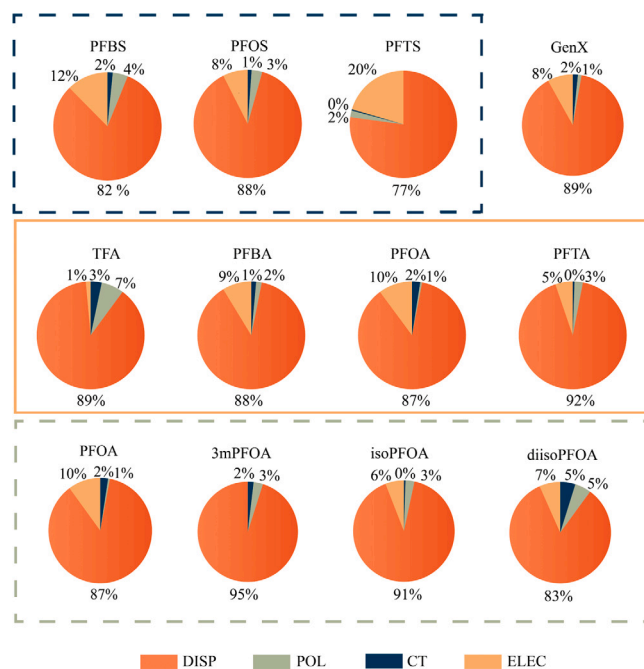 PFBS PFOS PFTS GenX
12% 2% 4% 8% 1% 3% 20% 0% 2% 8% 2% 1%
82 % 88% 77% 89%
TFA PFBA PFOA PFTA
1% 3% 7% 9% 1% 2% 10% 2% 1% 5% 0% 3%
89% 88% 87% 92%
PFOA 3mPFOA isoPFOA diisoPFOA
10% 2% 1% 2% 3% 6% 0% 3% 7% 5% 5%
87% 95% 91% 83%
DISP POL CT ELEC